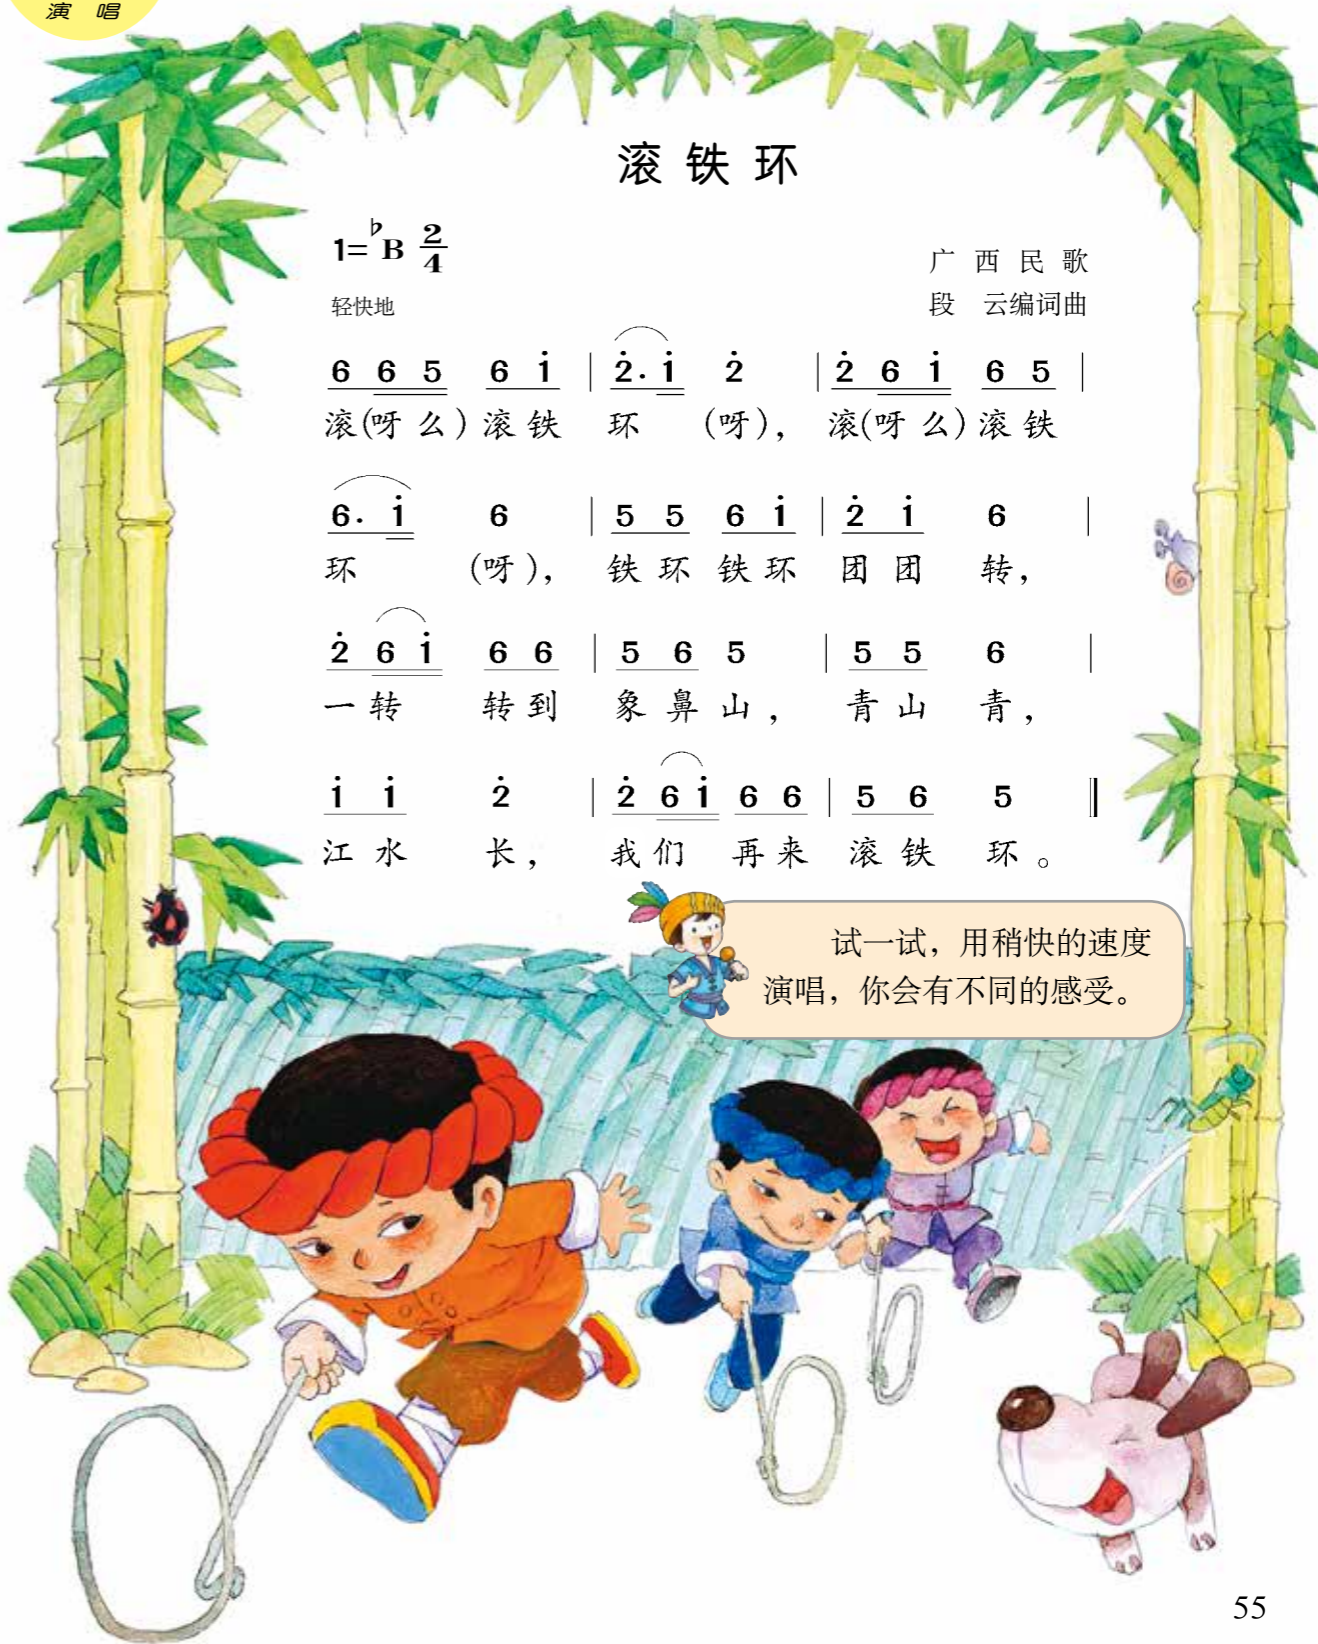 演 唱
滚 铁 环
1=♭B 2/4
广 西 民 歌
轻快地
段 云编词曲
6 6 5 6 i̇ | 2̇· i̇ 2̇ | 2̇ 6 i̇ 6 5 |
滚(呀么)滚铁 环 (呀), 滚(呀么)滚铁
6· i̇ 6 | 5 5 6 i̇ | 2̇ i̇ 6 |
环 (呀), 铁环铁环 团团 转,
2̇ 6 i̇ 6 6 | 5 6 5 | 5 5 6 |
一转 转到 象鼻山, 青山 青,
i̇ i̇ 2̇ | 2̇ 6 i̇ 6 6 | 5 6 5 ‖
江水 长, 我们 再来 滚铁 环。
试一试，用稍快的速度
演唱，你会有不同的感受。
55